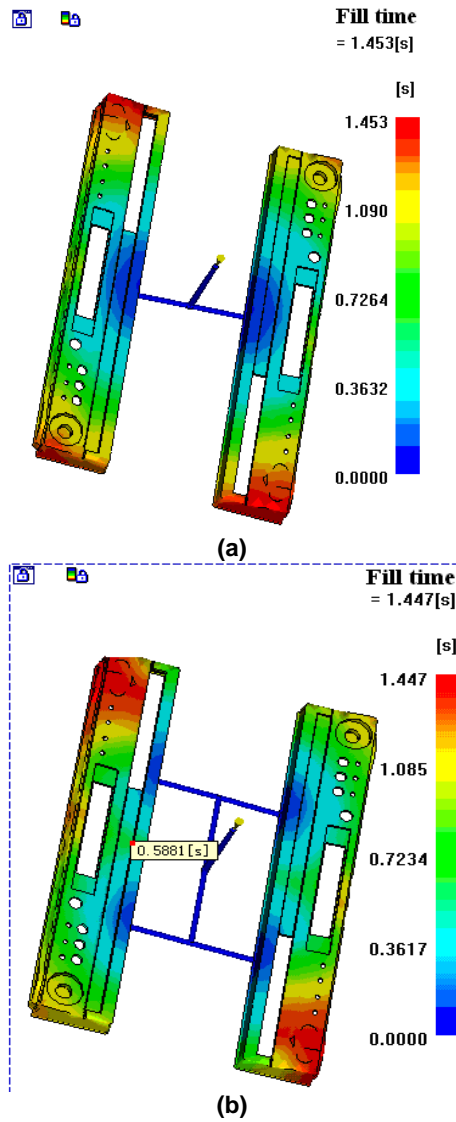 Fill time
= 1.453[s]
[s]
1.453
1.090
0.7264
0.3632
0.0000
(a)
Fill time
= 1.447[s]
[s]
1.447
1.085
0.7234
0.3617
0.0000
0.5881[s]
(b)